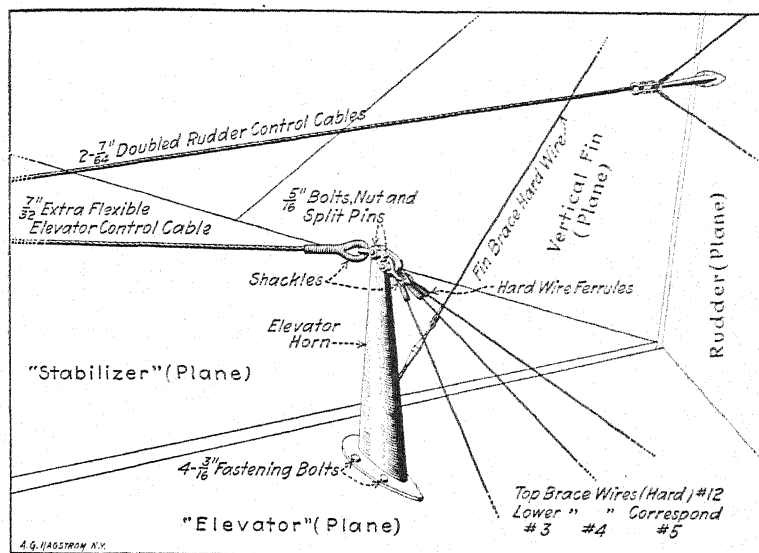 2-7/64" Doubled Rudder Control Cables
7/32" Extra Flexible
Elevator Control Cable
5/16" Bolts, Nut and
Split Pins
Fin Brace Hard Wire
Vertical Fin
(Plane)
Rudder (Plane)
Shackles
Hard Wire Ferrules
Elevator
Horn
"Stabilizer" (Plane)
4-3/16" Fastening Bolts
"Elevator" (Plane)
Top Brace Wires (Hard) #12
Lower " " Correspond
#3 #4 #5
A.G. HAGSTROM N.Y.